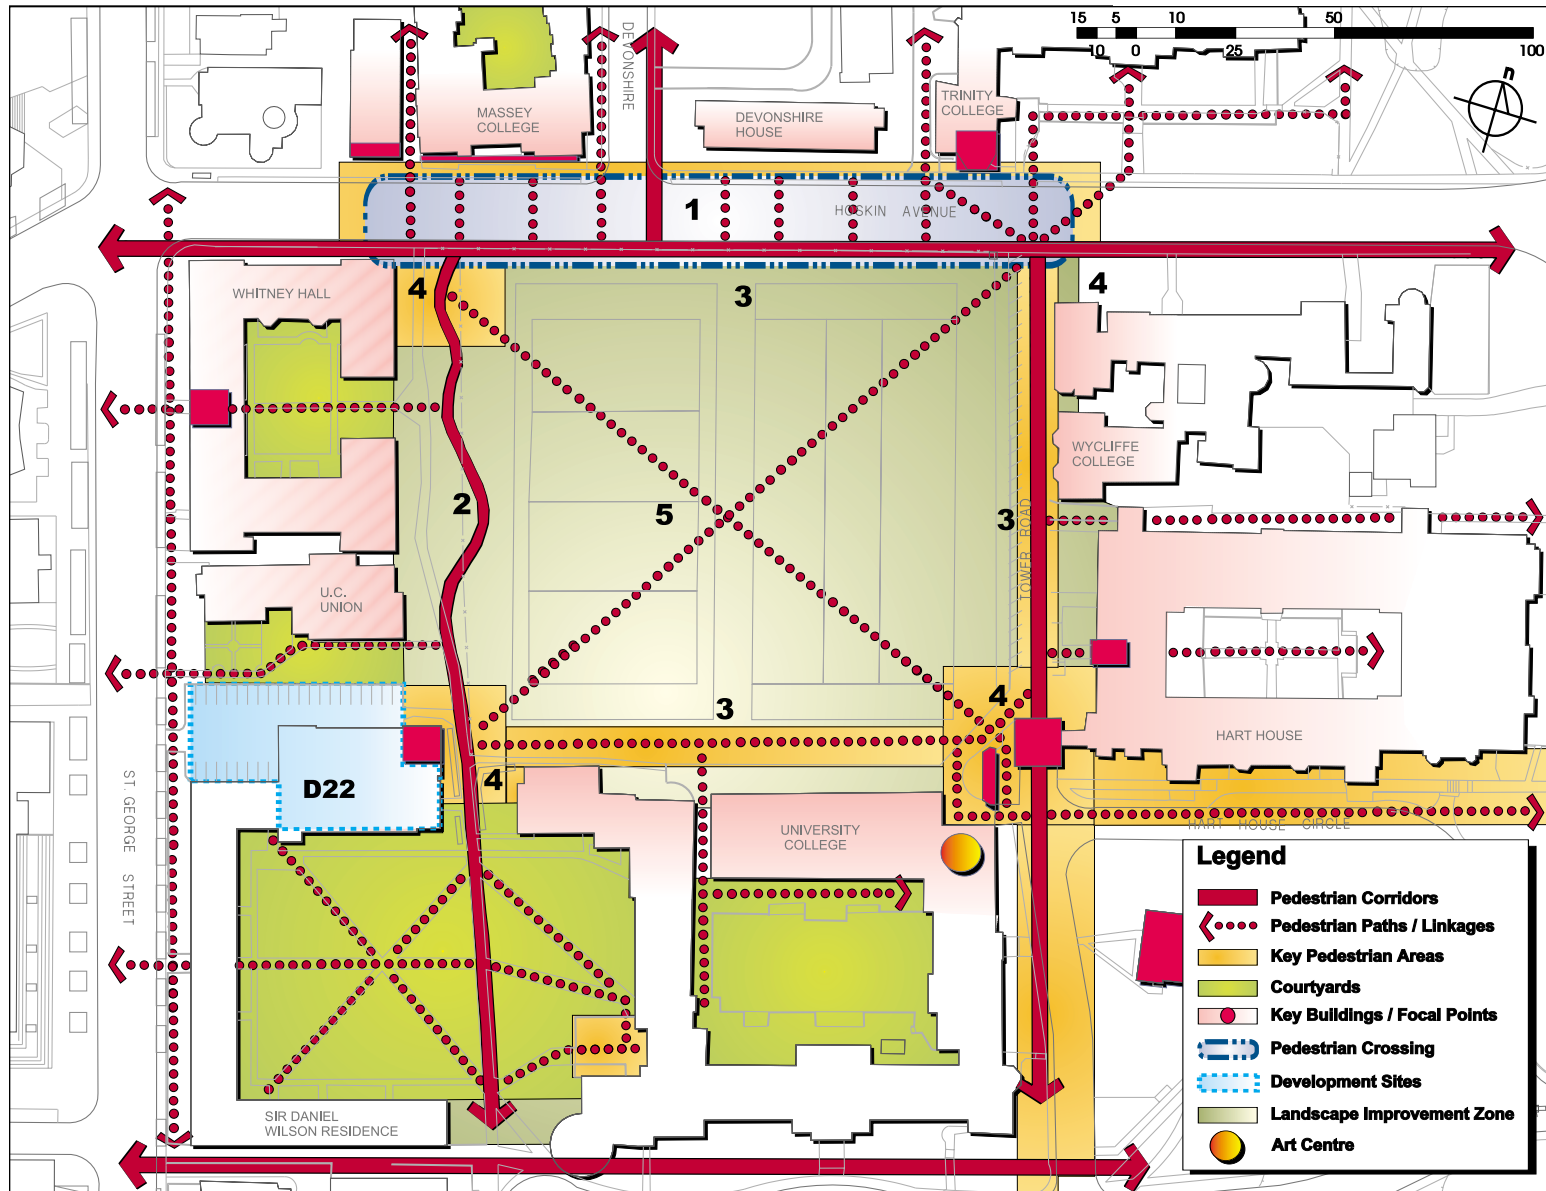 15 5 10 50
10 0 25 100
n
DEVONSHIRE
MASSEY
COLLEGE
DEVONSHIRE
HOUSE
TRINITY
COLLEGE
1
HOSKIN AVENUE
WHITNEY HALL
4
3
4
WYCLIFFE
COLLEGE
2
5
3
TOWER ROAD
U.C.
UNION
4
3
HART HOUSE
D22
4
ST. GEORGE STREET
UNIVERSITY
COLLEGE
HART HOUSE CIRCLE
SIR DANIEL
WILSON RESIDENCE
Legend
Pedestrian Corridors
Pedestrian Paths / Linkages
Key Pedestrian Areas
Courtyards
Key Buildings / Focal Points
Pedestrian Crossing
Development Sites
Landscape Improvement Zone
Art Centre